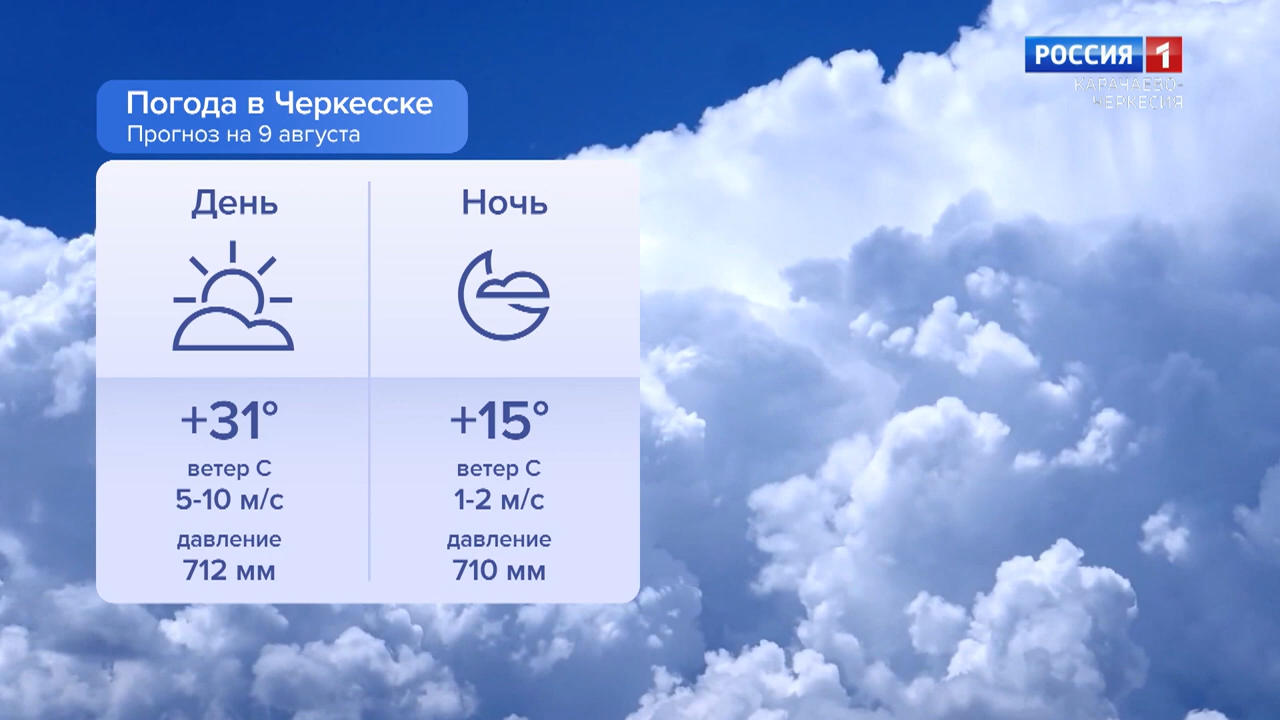 РОССИЯ 1
КАРАЧАЕВО-
ЧЕРКЕСИЯ
Погода в Черкесске
Прогноз на 9 августа
День
Ночь
+31°
+15°
ветер С
ветер С
5-10 м/с
1-2 м/с
давление
давление
712 мм
710 мм